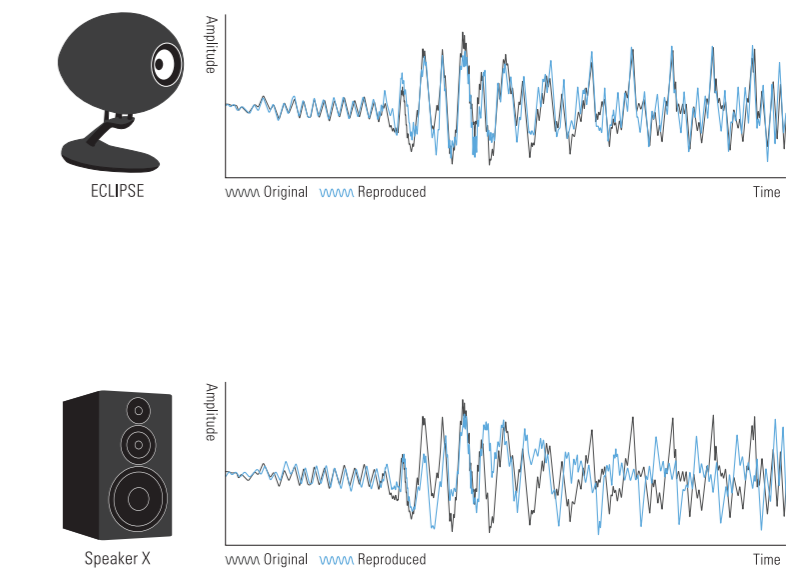 Amplitude
ECLIPSE
Original Reproduced Time
Amplitude
Speaker X
Original Reproduced Time